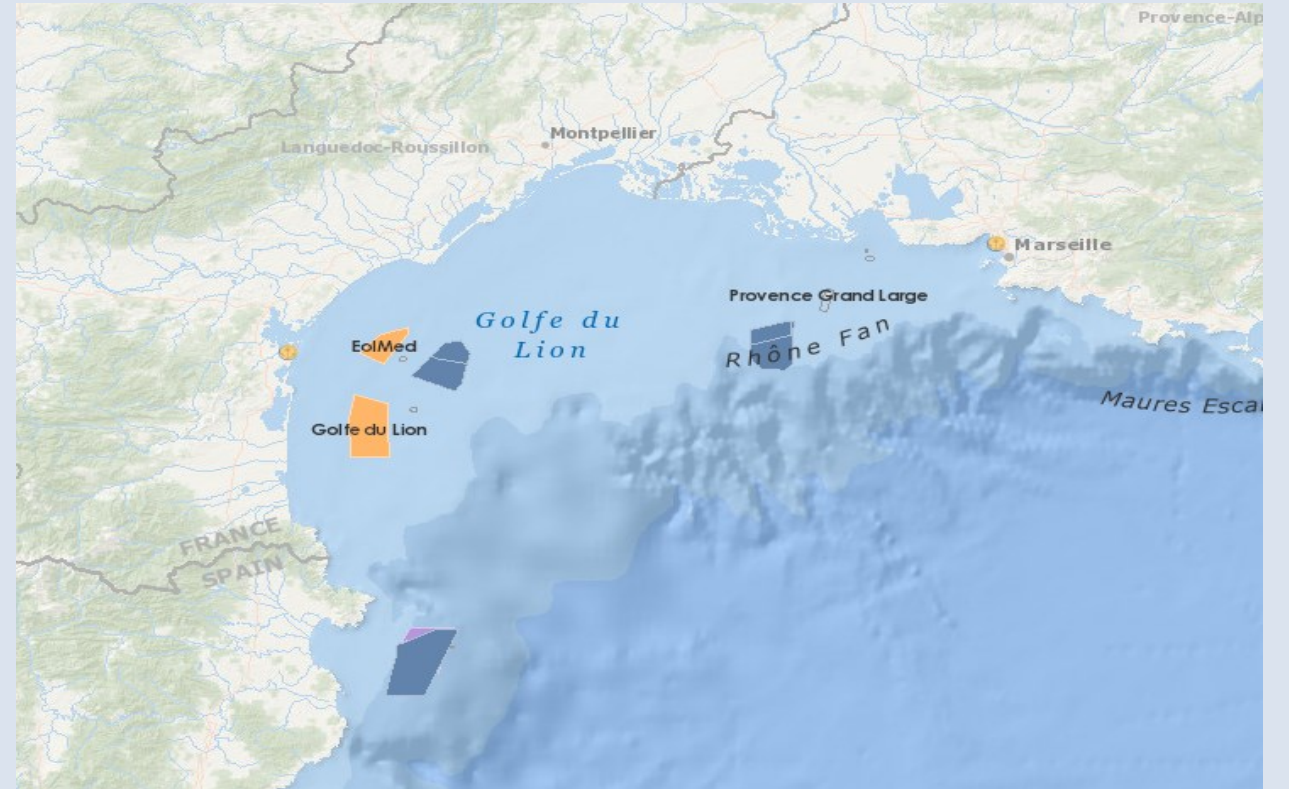 Provence-Alp
Montpellier
Languedoc-Roussillon
Marseille
Provence Grand Large
Golfe du
Lion
EolMed
Rhône Fan
Maures Escar
Golfe du Lion
FRANCE
SPAIN